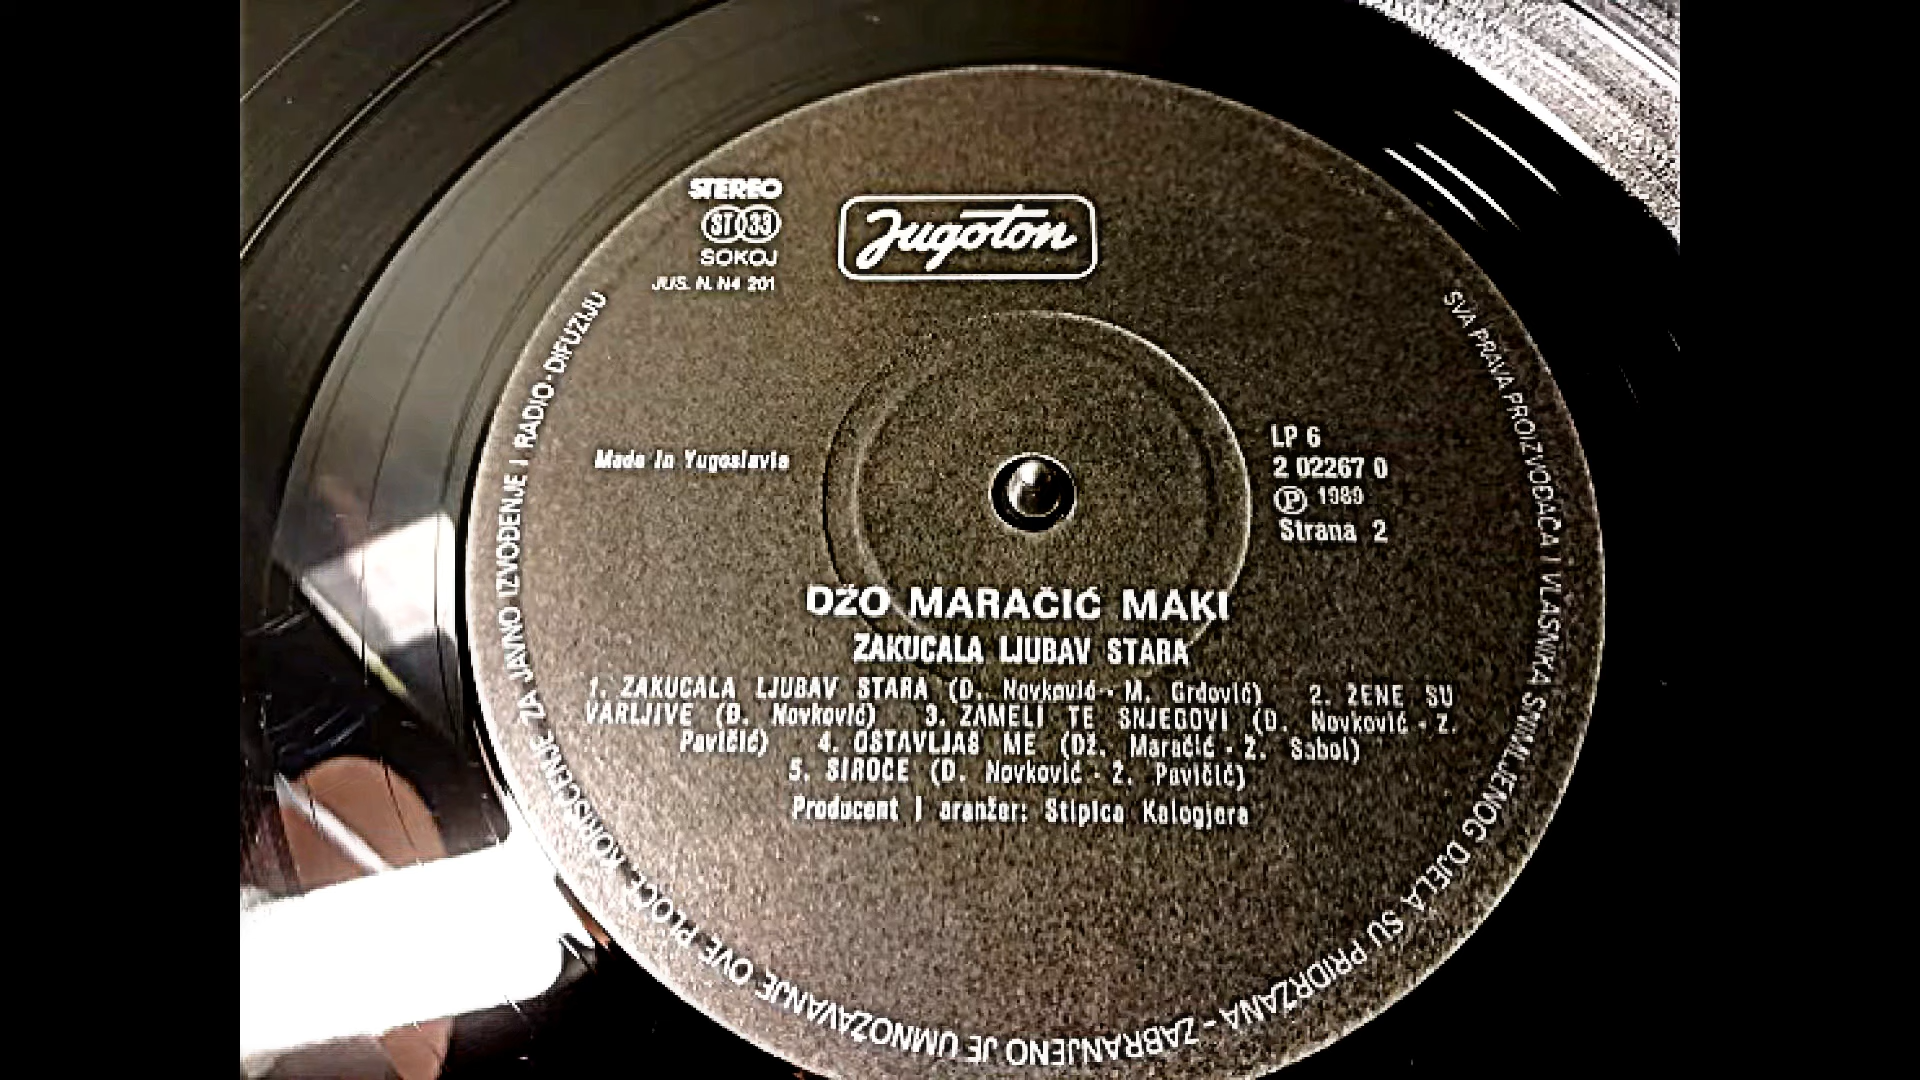 STEREO
ST 33
SOKOJ
JUS. N. N4 201
Jugoton
Made in Yugoslavia
LP 6
2 02267 0
Ⓟ 1989
Strana 2
DŽO MARAČIĆ MAKI
ZAKUCALA LJUBAV STARA
1. ZAKUCALA LJUBAV STARA (Đ. Novković - M. Grdović) 2. ŽENE SU
VARLJIVE (Đ. Novković) 3. ZAMELI TE SNJEGOVI (Đ. Novković - Ž.
Pavičić) 4. OSTAVLJAŠ ME (Dž. Maračić - Ž. Sabol)
5. SIROČE (Đ. Novković - Ž. Pavičić)
Producent i aranžer: Stipica Kalogjera
SVA PRAVA PROIZVOĐAČA I VLASNIKA SNIMLJENOG DJELA SU PRIDRŽANA - ZABRANJENO JE UMNOŽAVANJE OVE PLOČE, KORIŠĆENJE ZA JAVNO IZVOĐENJE I RADIO-DIFUZIJU